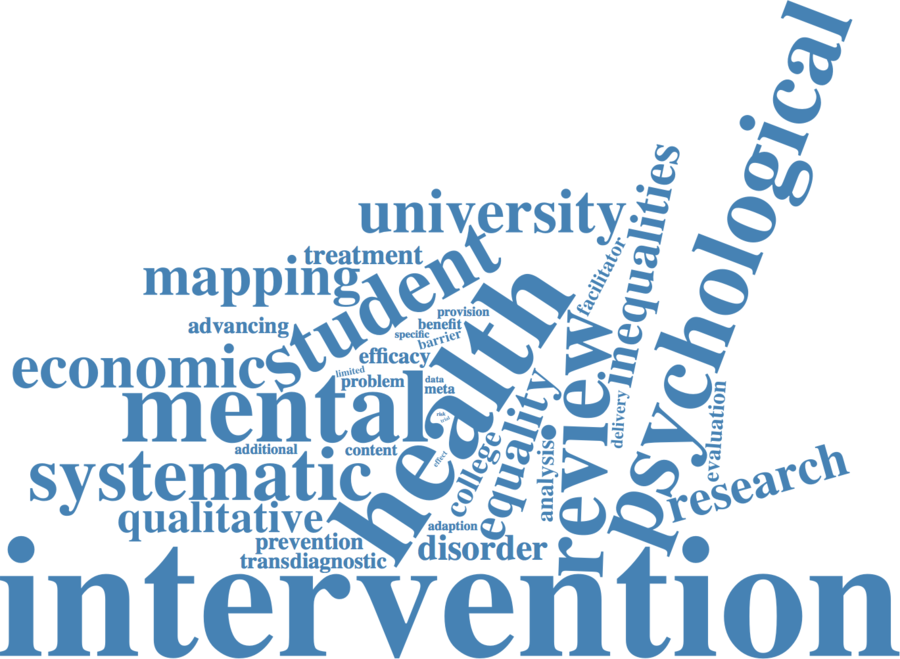 psychological
university
inequalities
treatment
facilitator
mapping
student
health
provision
advancing
benefit
specific
barrier
review
efficacy
economic
limited
problem
data
meta
mental
equality
delivery
evaluation
risk
trial
additional
content
effect
college
analysis
systematic
research
qualitative
adaption
prevention
disorder
transdiagnostic
intervention